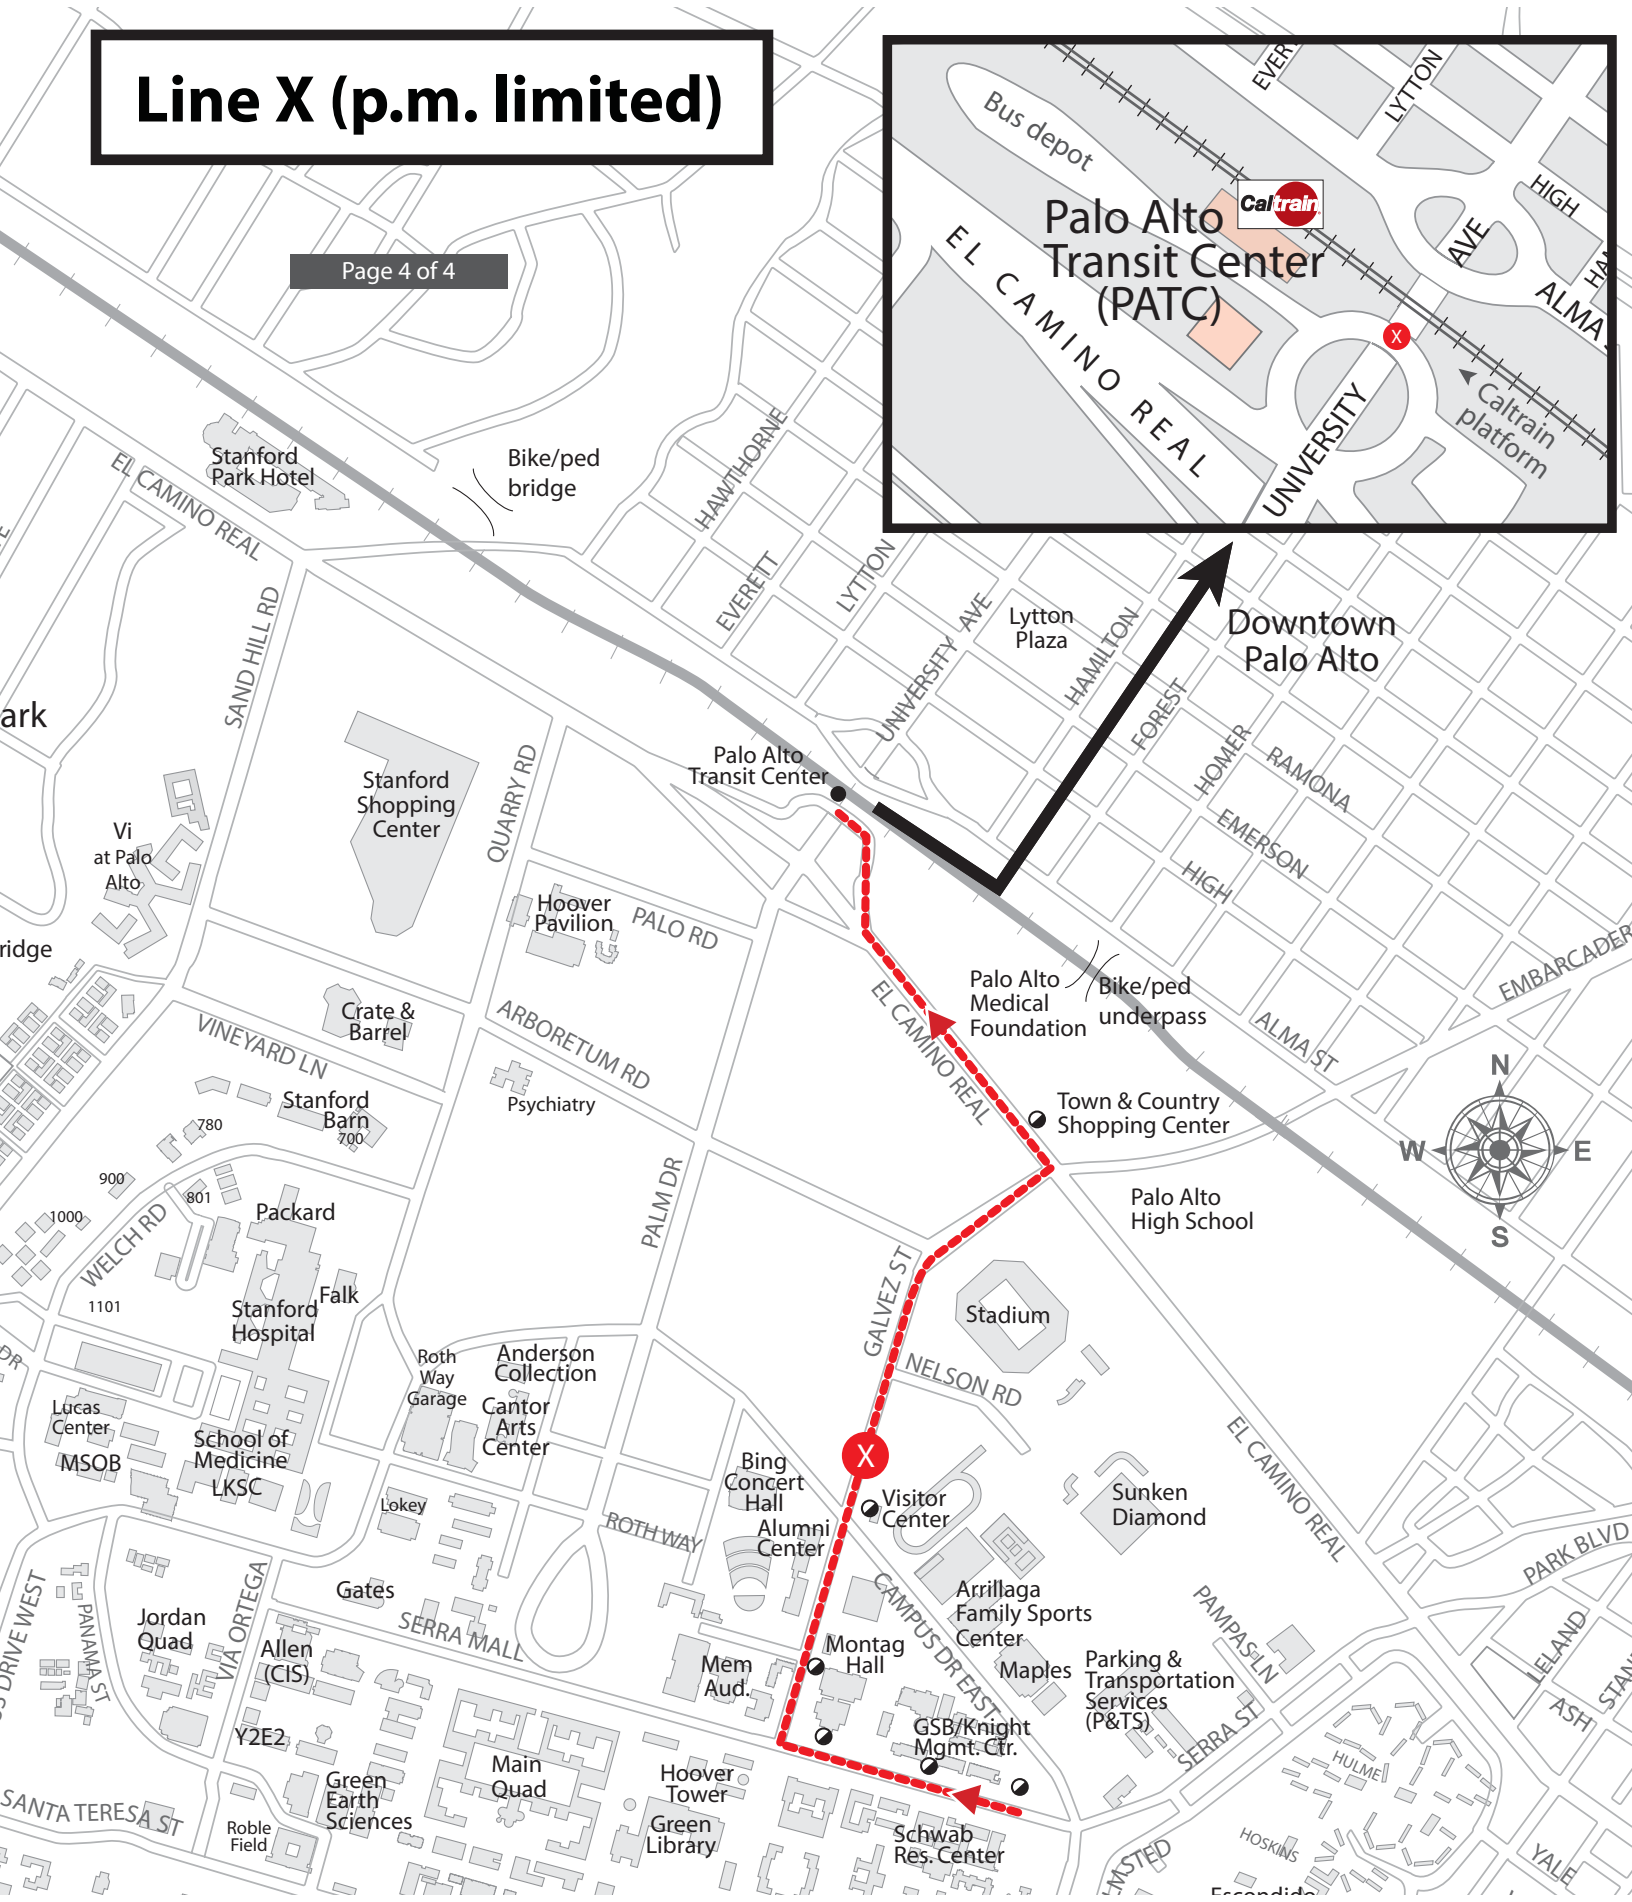 Line X (p.m. limited)
Page 4 of 4
Bus depot
Palo Alto
Transit Center
(PATC)
Caltrain
EL CAMINO REAL
UNIVERSITY
AVE
LYTTON
HIGH
ALMA
X
Caltrain
platform
Stanford
Park Hotel
EL CAMINO REAL
Bike/ped
bridge
HAWTHORNE
EVERETT
LYTTON
UNIVERSITY AVE
Lytton
Plaza
HAMILTON
FOREST
HOMER
Downtown
Palo Alto
RAMONA
EMERSON
HIGH
SAND HILL RD
ark
Stanford
Shopping
Center
QUARRY RD
Palo Alto
Transit Center
Vi
at Palo
Alto
Hoover
Pavilion
PALO RD
ridge
Crate &
Barrel
VINEYARD LN
ARBORETUM RD
Psychiatry
Stanford
Barn
700
780
900
801
1000
1101
WELCH RD
Packard
Falk
Stanford
Hospital
PALM DR
EL CAMINO REAL
Palo Alto
Medical
Foundation
Bike/ped
underpass
ALMA ST
EMBARCADER
Town & Country
Shopping Center
Palo Alto
High School
N
W
E
S
GALVEZ ST
Stadium
NELSON RD
DR
Roth
Way
Garage
Anderson
Collection
Cantor
Arts
Center
Lucas
Center
MSOB
School of
Medicine
LKSC
Lokey
X
Bing
Concert
Hall
Alumni
Center
Visitor
Center
ROTH WAY
Sunken
Diamond
EL CAMINO REAL
PARK BLVD
Gates
SERRA MALL
Jordan
Quad
PANAMA ST
VIA ORTEGA
Allen
(CIS)
S DRIVE WEST
Arrillaga
Family Sports
Center
CAMPUS DR EAST
Maples
PAMPAS LN
Parking &
Transportation
Services
(P&TS)
SERRA ST
LELAND
ASH
STAN
Mem
Aud.
Montag
Hall
GSB/Knight
Mgmt. Ctr.
Y2E2
Green
Earth
Sciences
Main
Quad
Hoover
Tower
Green
Library
Schwab
Res. Center
SANTA TERESA ST
Roble
Field
HULME
HOSKINS
YALE
LMSTED
Escondido